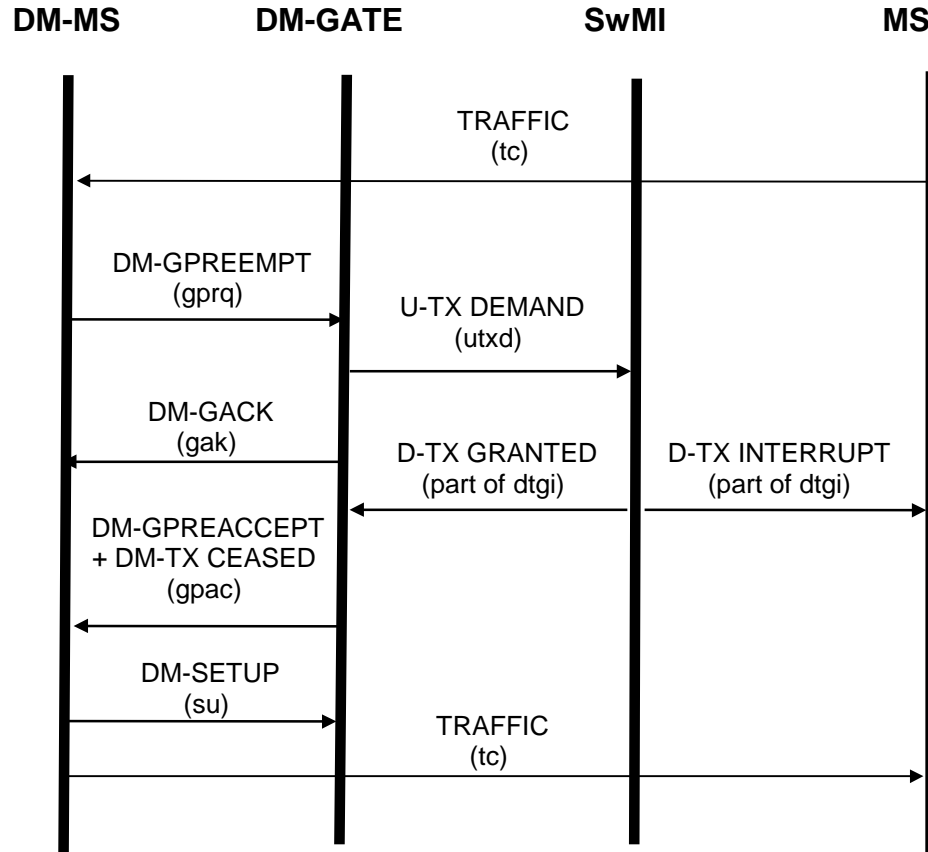 DM-MS DM-GATE SwMI MS
TRAFFIC
(tc)
DM-GPREEMPT
(gprq)
U-TX DEMAND
(utxd)
DM-GACK
(gak)
D-TX GRANTED D-TX INTERRUPT
(part of dtgi) (part of dtgi)
DM-GPREACCEPT
+ DM-TX CEASED
(gpac)
DM-SETUP
(su)
TRAFFIC
(tc)